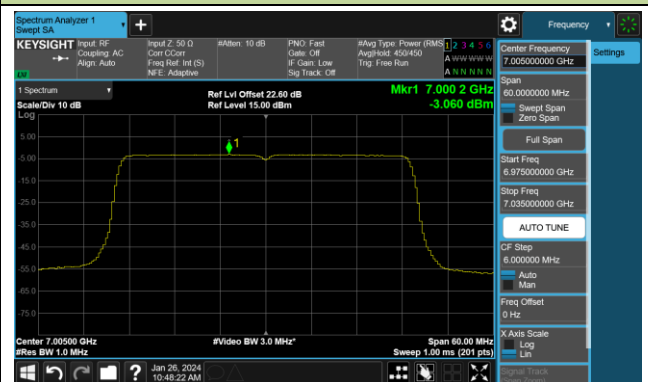 Spectrum Analyzer 1
Swept SA
Frequency
KEYSIGHT
Input: RF
Coupling: AC
Align: Auto
Input Z: 50 Ω
Corr CCorr
Freq Ref: Int (S)
NFE: Adaptive
#Atten: 10 dB
PNO: Fast
Gate: Off
IF Gain: Low
Sig Track: Off
#Avg Type: Power (RMS
Avg|Hold: 450/450
Trig: Free Run
1 2 3 4 5 6
A W W W W W
A N N N N N
Center Frequency
7.005000000 GHz
Settings
Span
60.0000000 MHz
Swept Span
Zero Span
Full Span
Start Freq
6.975000000 GHz
Stop Freq
7.035000000 GHz
AUTO TUNE
CF Step
6.000000 MHz
Auto
Man
Freq Offset
0 Hz
X Axis Scale
Log
Lin
Signal Track
1 Spectrum
Scale/Div 10 dB
Log
Ref Lvl Offset 22.60 dB
Ref Level 15.00 dBm
Mkr1 7.000 2 GHz
-3.060 dBm
1
5.00
-5.00
-15.0
-25.0
-35.0
-45.0
-55.0
-65.0
-75.0
Center 7.00500 GHz
#Res BW 1.0 MHz
#Video BW 3.0 MHz*
Span 60.00 MHz
Sweep 1.00 ms (201 pts)
Jan 26, 2024
10:48:22 AM